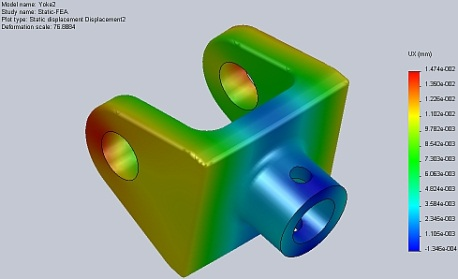 Model name: Yoke2
Study name: Static-FEA
Plot type: Static displacement Displacement2
Deformation scale: 76.9884
UX (mm)
1.474e-002
1.350e-002
1.226e-002
1.102e-002
9.782e-003
8.542e-003
7.303e-003
6.063e-003
4.824e-003
3.584e-003
2.345e-003
1.105e-003
-1.345e-004